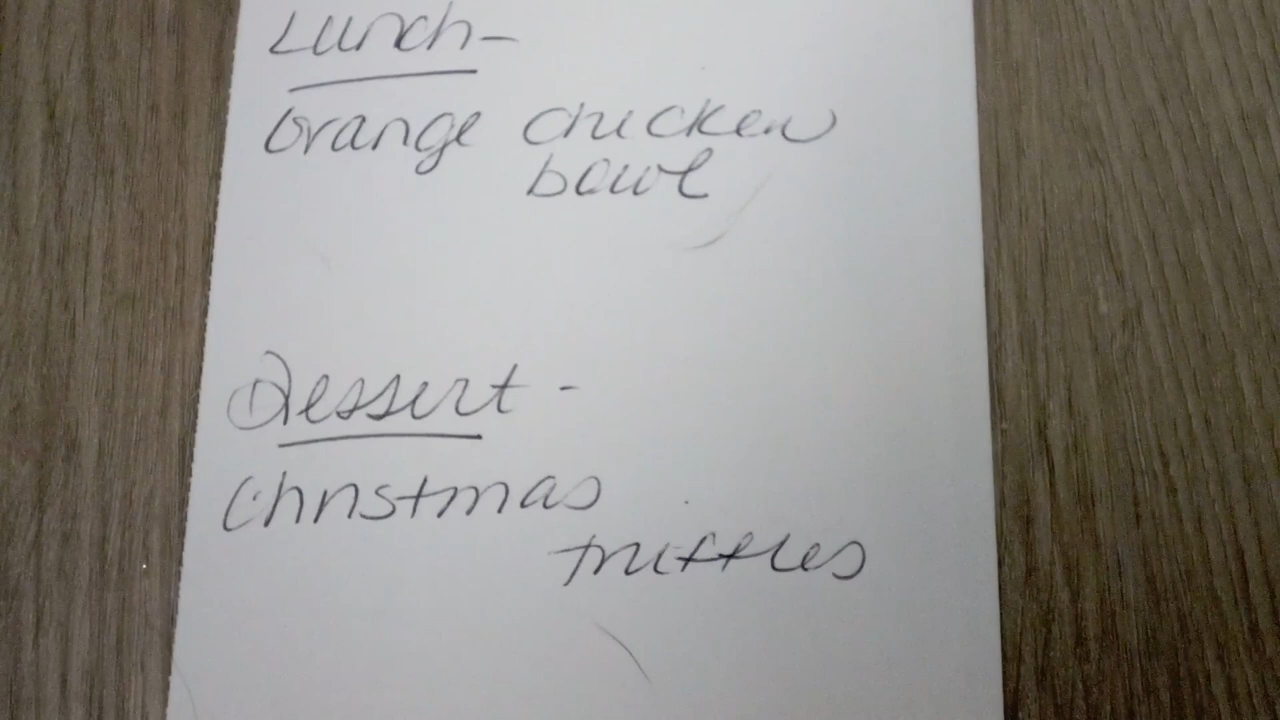 Lunch-
Orange chicken
bowl
Dessert -
Christmas
truffles